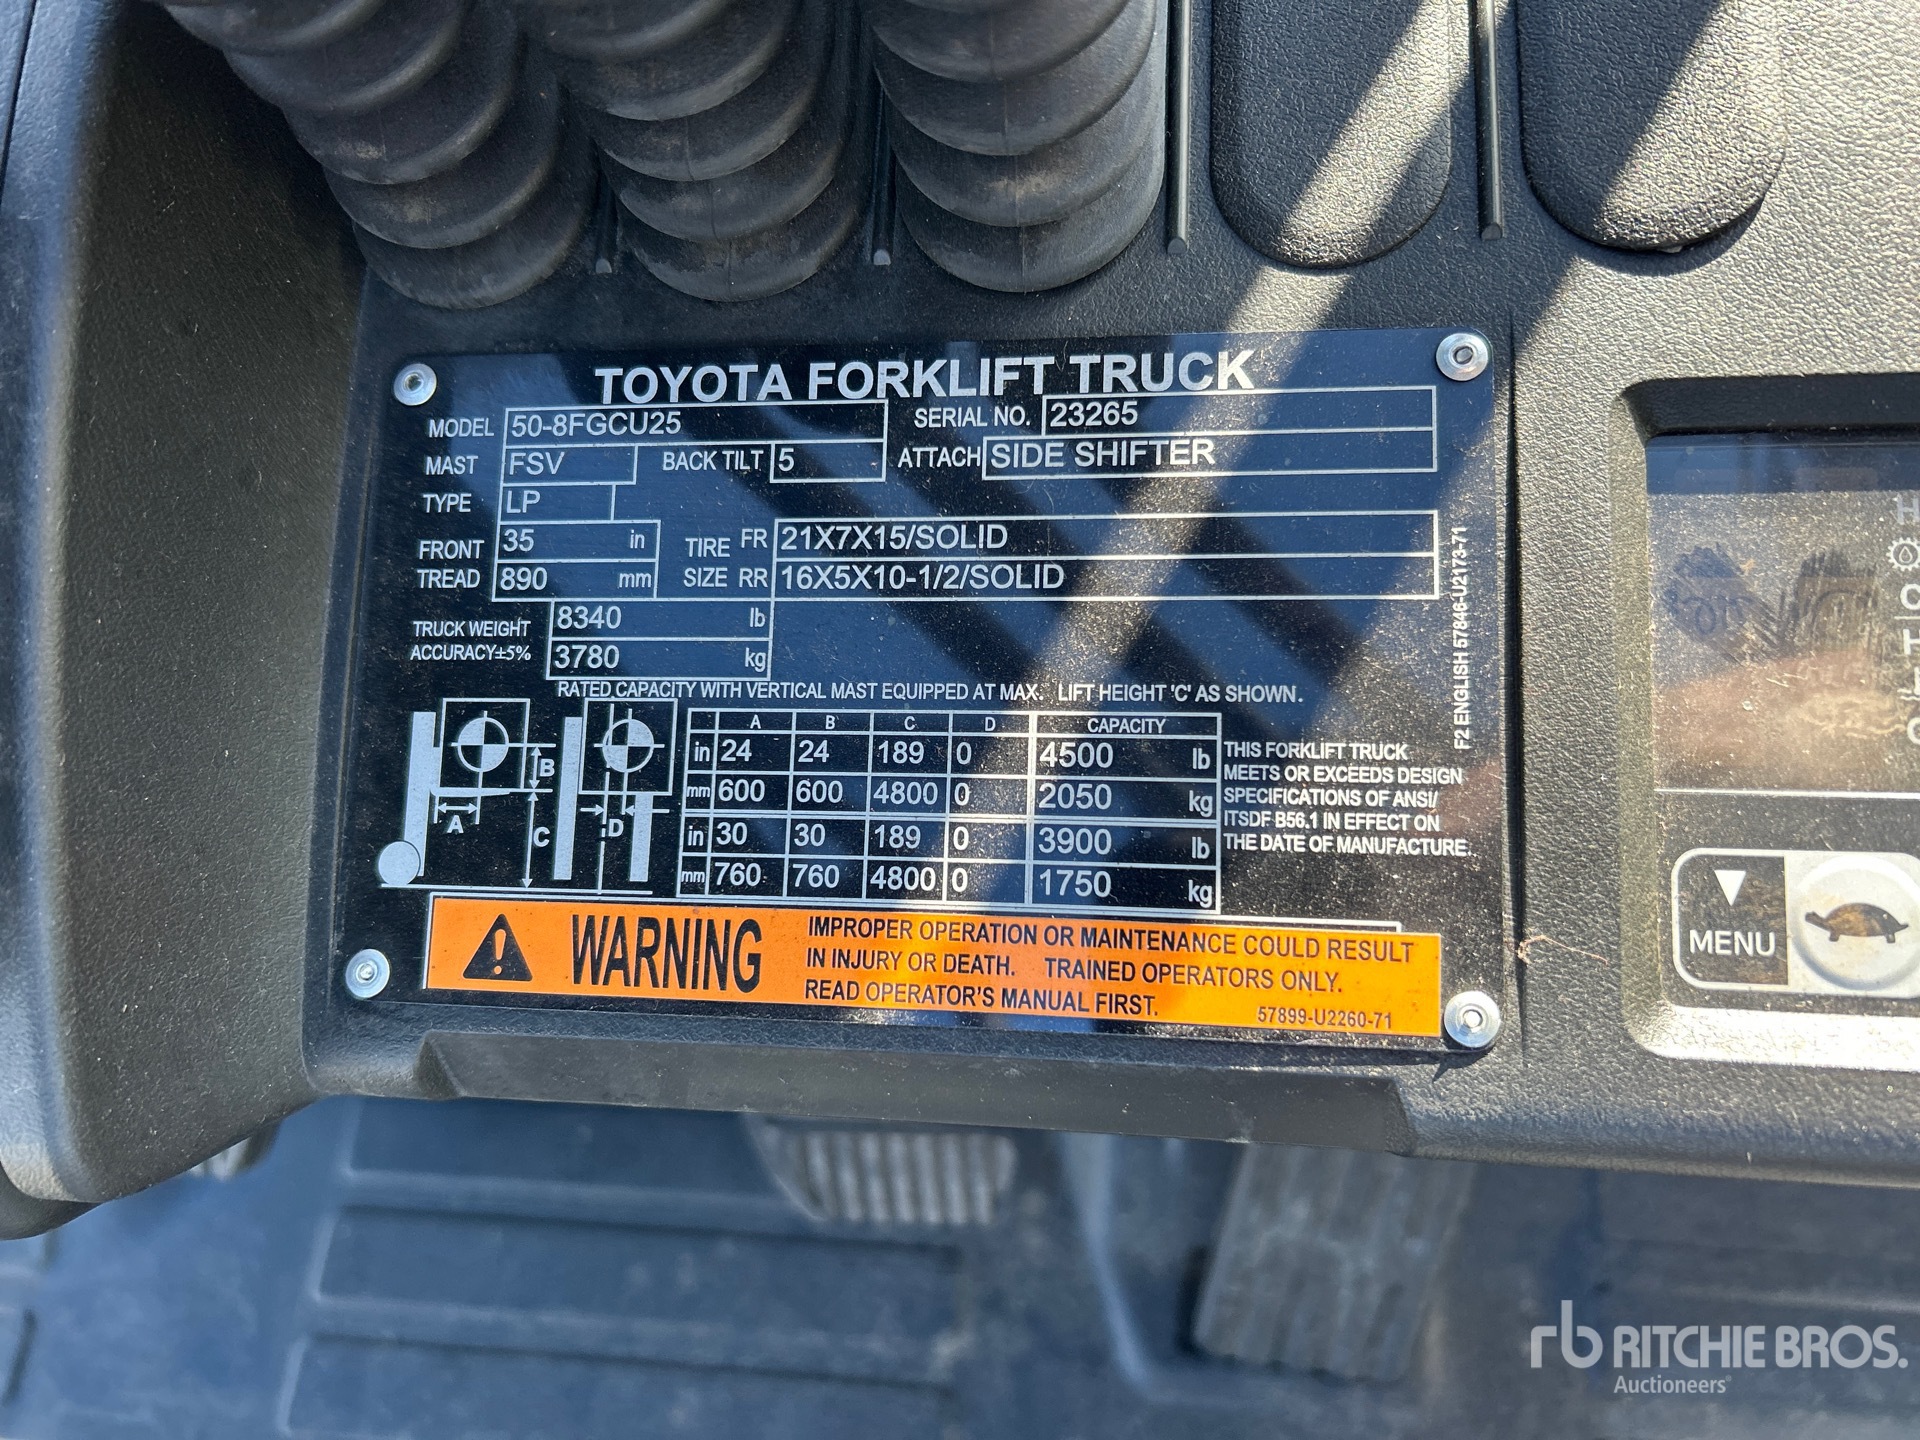 TOYOTA FORKLIFT TRUCK
MODEL 50-8FGCU25 SERIAL NO. 23265
MAST FSV BACK TILT 5 ATTACH SIDE SHIFTER
TYPE LP
FRONT TREAD 35 in
890 mm
TIRE SIZE FR 21X7X15/SOLID
RR 16X5X10-1/2/SOLID
TRUCK WEIGHT 8340 lb
ACCURACY±5% 3780 kg
RATED CAPACITY WITH VERTICAL MAST EQUIPPED AT MAX. LIFT HEIGHT 'C' AS SHOWN.
A B C D CAPACITY
in 24 24 189 0 4500 lb
mm 600 600 4800 0 2050 kg
in 30 30 189 0 3900 lb
mm 760 760 4800 0 1750 kg
B
A
C
D
THIS FORKLIFT TRUCK
MEETS OR EXCEEDS DESIGN
SPECIFICATIONS OF ANSI/
ITSDF B56.1 IN EFFECT ON
THE DATE OF MANUFACTURE.
F2 ENGLISH 57846-U2173-71
WARNING
IMPROPER OPERATION OR MAINTENANCE COULD RESULT
IN INJURY OR DEATH. TRAINED OPERATORS ONLY.
READ OPERATOR'S MANUAL FIRST.
57899-U2260-71
MENU
rb RITCHIE BROS.
Auctioneers